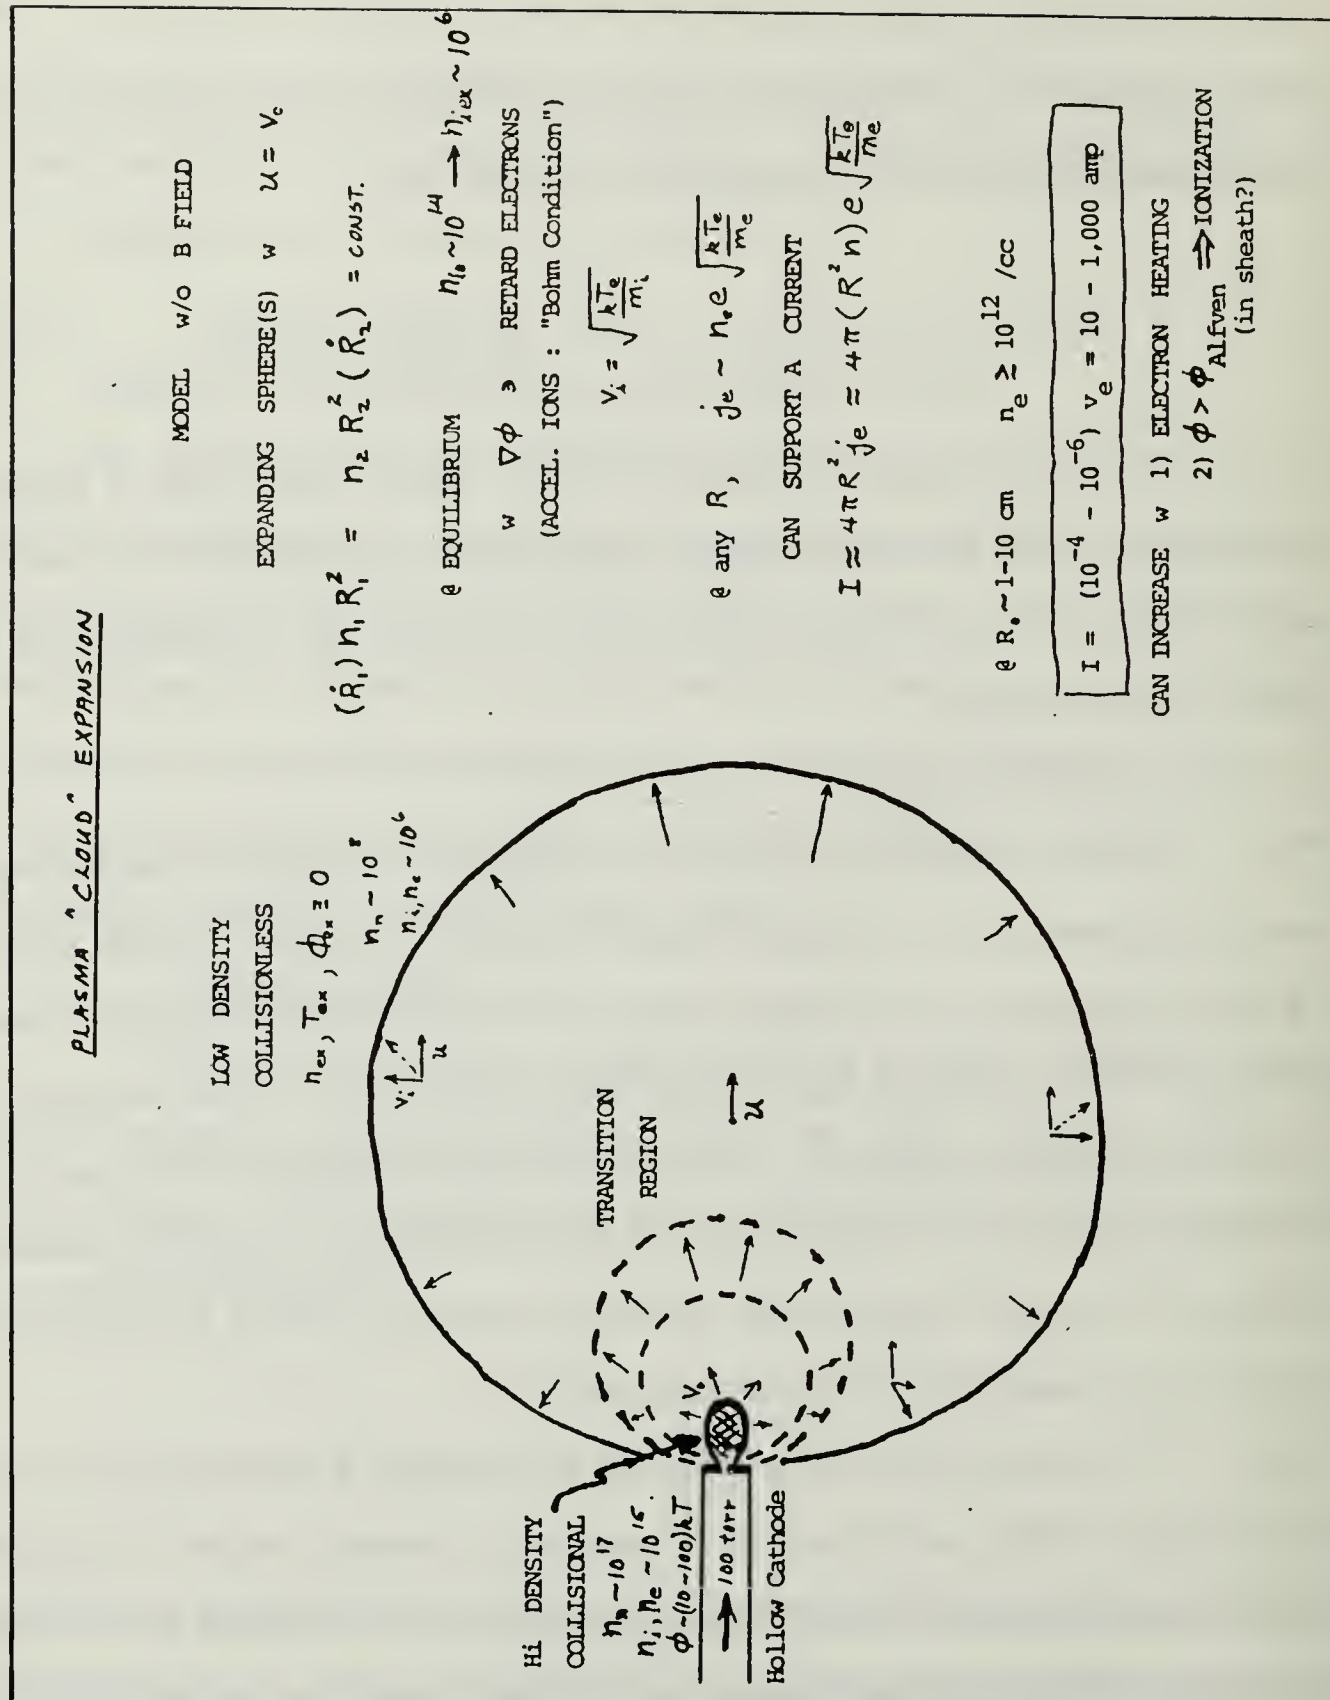 PLASMA "CLOUD" EXPANSION
LOW DENSITY
COLLISIONLESS
n_ex, T_ex, ϕ_ex ≡ 0
n_n ~ 10^8
n_i, n_e ~ 10^6
v_i
u
TRANSITION
REGION
u
V_o
Hi DENSITY
COLLISIONAL
n_n ~ 10^17
n_i, n_e ~ 10^15
ϕ ~ (10 ~ 100) kT
100 torr
Hollow Cathode
MODEL w/o B FIELD
EXPANDING SPHERE(S) w u = V_c
(Ṙ_1) n_1 R_1^2 = n_2 R_2^2 (Ṙ_2) = CONST.
@ EQUILIBRIUM n_io ~ 10^14 → n_iex ~ 10^6
w ∇ϕ ∍ RETARD ELECTRONS
(ACCEL. IONS : "Bohm Condition")
v_i = √(kT_e/m_i)
@ any R, j_e ~ n_o e √(kT_e/m_e)
CAN SUPPORT A CURRENT
I ≈ 4πR^2 j_e ≈ 4π(R^2 n) e √(kT_e/m_e)
@ R_o ~ 1-10 cm n_e ≥ 10^12 /cc
I = (10^-4 - 10^-6) v_e = 10 - 1,000 amp
CAN INCREASE w 1) ELECTRON HEATING
2) ϕ > ϕ_Alfven ⇒ IONIZATION
(in sheath?)